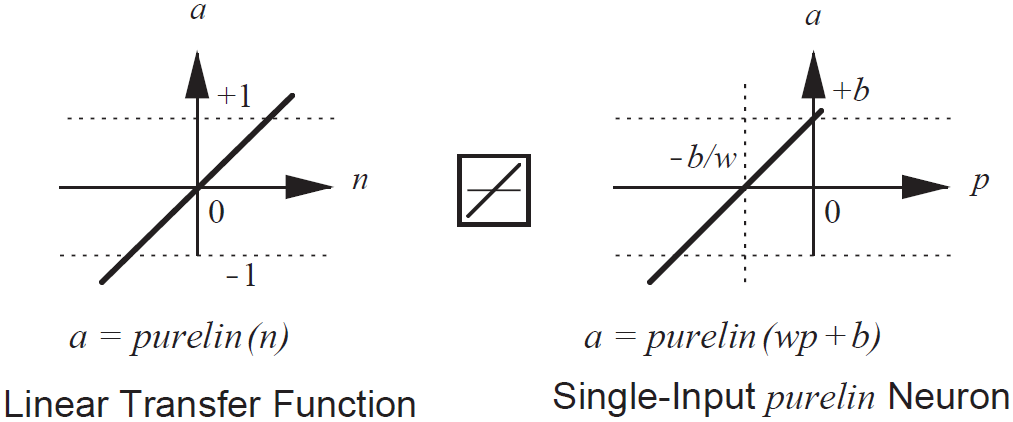 a
+1
n
0
-1
a = purelin(n)
Linear Transfer Function
a
+b
-b/w
p
0
a = purelin(wp+b)
Single-Input purelin Neuron